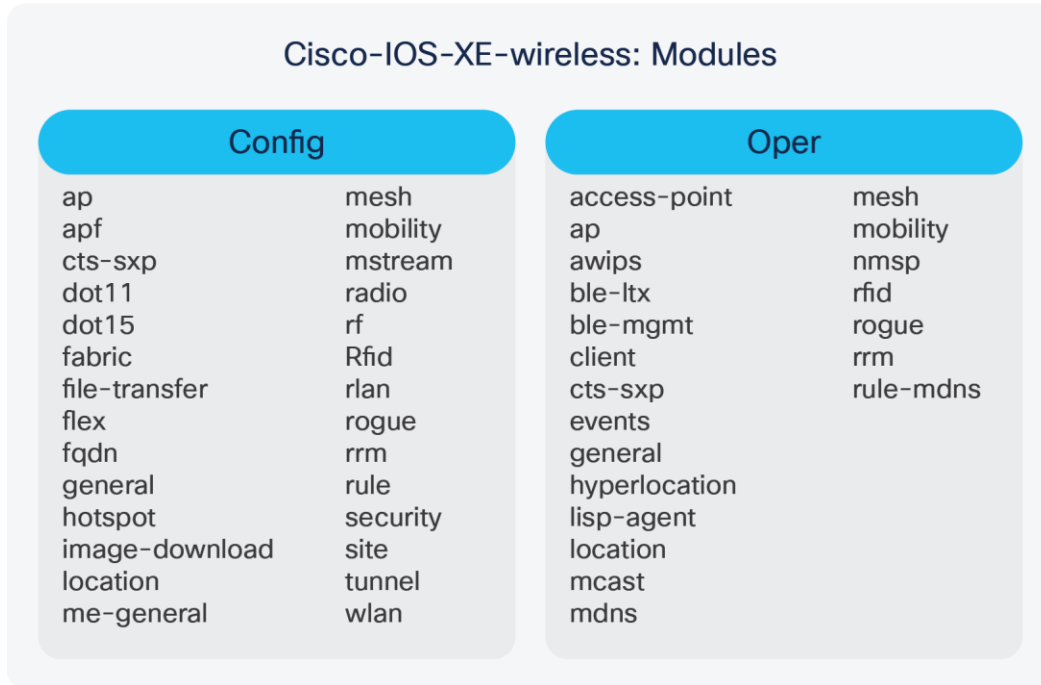 Cisco-IOS-XE-wireless: Modules
Config
ap
apf
cts-sxp
dot11
dot15
fabric
file-transfer
flex
fqdn
general
hotspot
image-download
location
me-general
mesh
mobility
mstream
radio
rf
Rfid
rlan
rogue
rrm
rule
security
site
tunnel
wlan
Oper
access-point
ap
awips
ble-ltx
ble-mgmt
client
cts-sxp
events
general
hyperlocation
lisp-agent
location
mcast
mdns
mesh
mobility
nmsp
rfid
rogue
rrm
rule-mdns